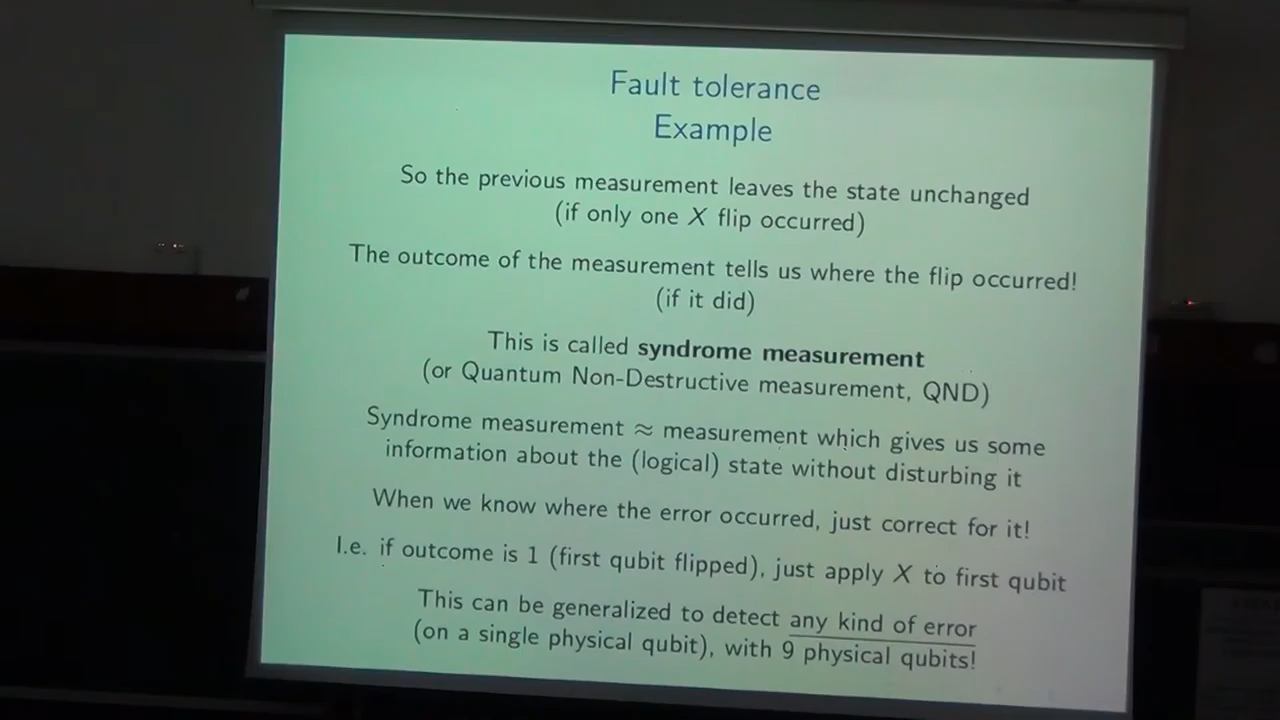 Fault tolerance
Example
So the previous measurement leaves the state unchanged
(if only one X flip occurred)
The outcome of the measurement tells us where the flip occurred!
(if it did)
This is called syndrome measurement
(or Quantum Non-Destructive measurement, QND)
Syndrome measurement ≈ measurement which gives us some
information about the (logical) state without disturbing it
When we know where the error occurred, just correct for it!
I.e. if outcome is 1 (first qubit flipped), just apply X to first qubit
This can be generalized to detect any kind of error
(on a single physical qubit), with 9 physical qubits!